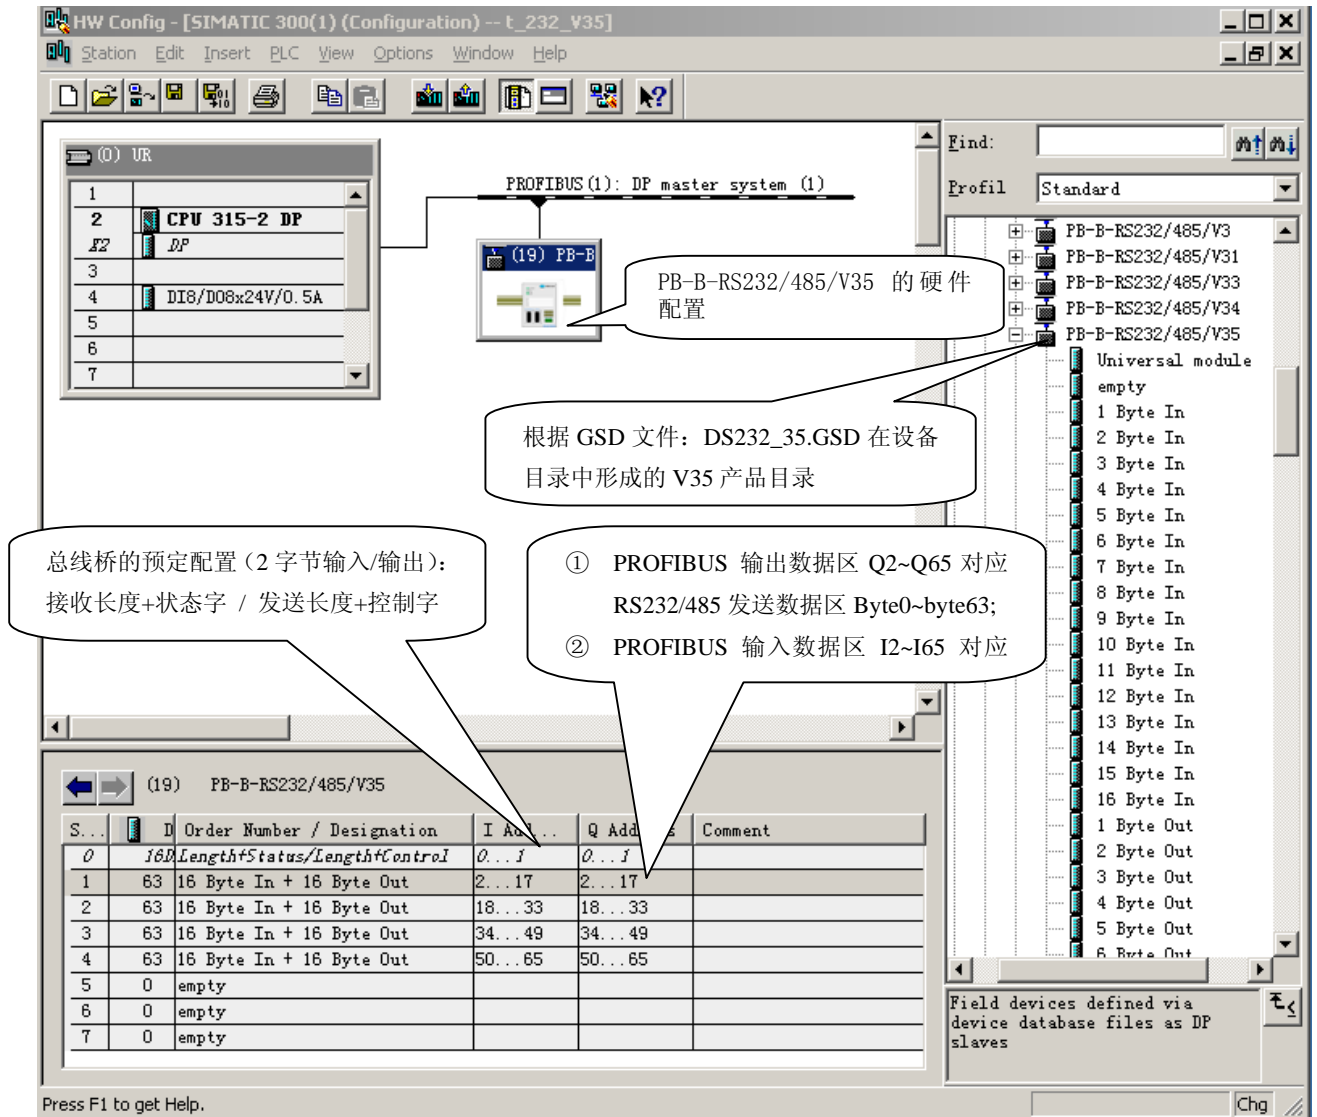 HW Config - [SIMATIC 300(1) (Configuration) -- t_232_V35]
Station Edit Insert PLC View Options Window Help
(0) UR
1
2 CPU 315-2 DP
X2 DP
3
4 DI8/DO8x24V/0.5A
5
6
7
PROFIBUS(1): DP master system (1)
(19) PB-B
PB-B-RS232/485/V35 的硬件
配置
根据 GSD 文件：DS232_35.GSD 在设备
目录中形成的 V35 产品目录
总线桥的预定配置（2 字节输入/输出）：
接收长度+状态字 / 发送长度+控制字
① PROFIBUS 输出数据区 Q2~Q65 对应
RS232/485 发送数据区 Byte0~byte63;
② PROFIBUS 输入数据区 I2~I65 对应
Find:
Profil Standard
PB-B-RS232/485/V3
PB-B-RS232/485/V31
PB-B-RS232/485/V33
PB-B-RS232/485/V34
PB-B-RS232/485/V35
Universal module
empty
1 Byte In
2 Byte In
3 Byte In
4 Byte In
5 Byte In
6 Byte In
7 Byte In
8 Byte In
9 Byte In
10 Byte In
11 Byte In
12 Byte In
13 Byte In
14 Byte In
15 Byte In
16 Byte In
1 Byte Out
2 Byte Out
3 Byte Out
4 Byte Out
5 Byte Out
6 Byte Out
Field devices defined via
device database files as DP
slaves
(19) PB-B-RS232/485/V35
S... D Order Number / Designation I Ad... Q Add s Comment
0 16D Length+Status/Length+Control 0...1 0...1
1 63 16 Byte In + 16 Byte Out 2...17 2...17
2 63 16 Byte In + 16 Byte Out 18...33 18...33
3 63 16 Byte In + 16 Byte Out 34...49 34...49
4 63 16 Byte In + 16 Byte Out 50...65 50...65
5 0 empty
6 0 empty
7 0 empty
Press F1 to get Help.
Chg